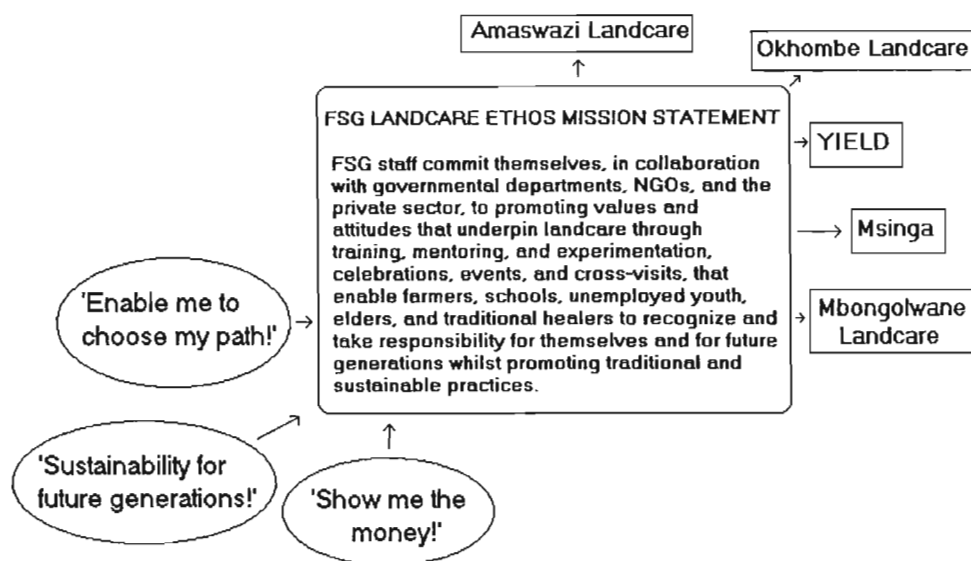 Amaswazi Landcare
Okhombe Landcare
FSG LANDCARE ETHOS MISSION STATEMENT
FSG staff commit themselves, in collaboration
with governmental departments, NGOs, and the
private sector, to promoting values and
attitudes that underpin landcare through
training, mentoring, and experimentation,
celebrations, events, and cross-visits, that
enable farmers, schools, unemployed youth,
elders, and traditional healers to recognize and
take responsibility for themselves and for future
generations whilst promoting traditional and
sustainable practices.
YIELD
Msinga
Mbongolwane
Landcare
'Enable me to
choose my path!'
'Sustainability for
future generations!'
'Show me the
money!'